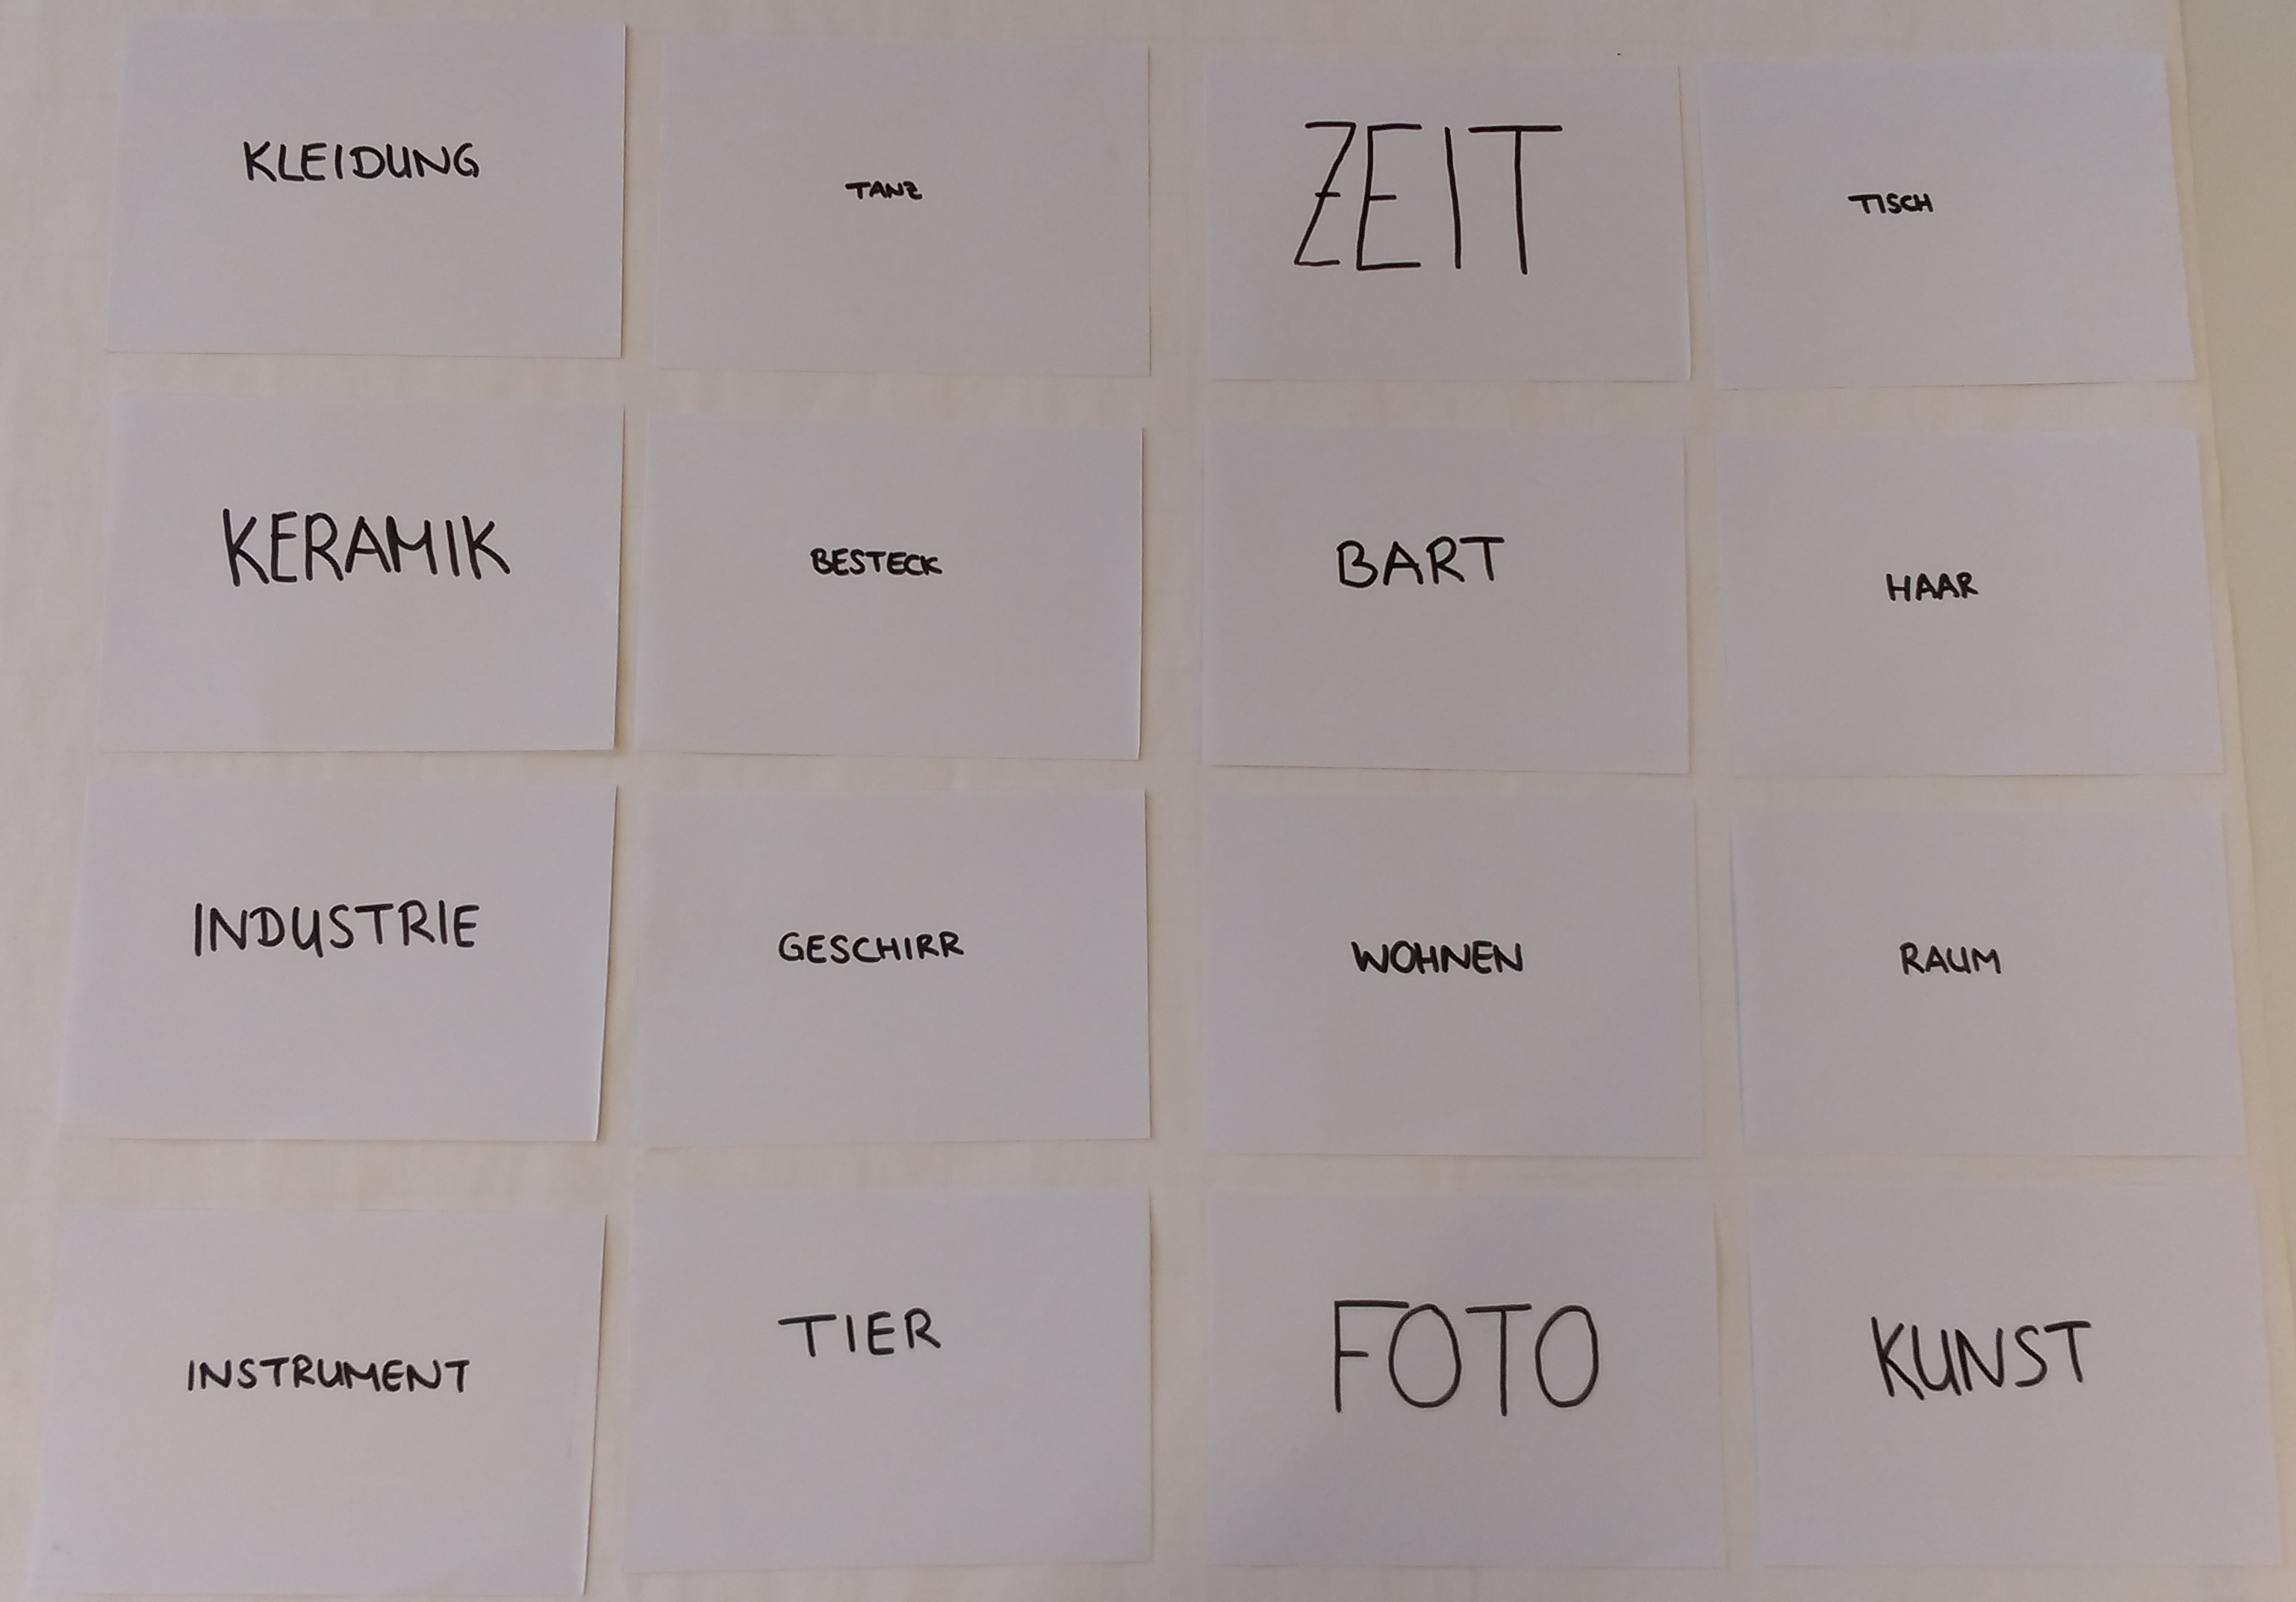 KLEIDUNG
TANZ
ZEIT
TISCH
KERAMIK
BESTECK
BART
HAAR
INDUSTRIE
GESCHIRR
WOHNEN
RAUM
INSTRUMENT
TIER
FOTO
KUNST